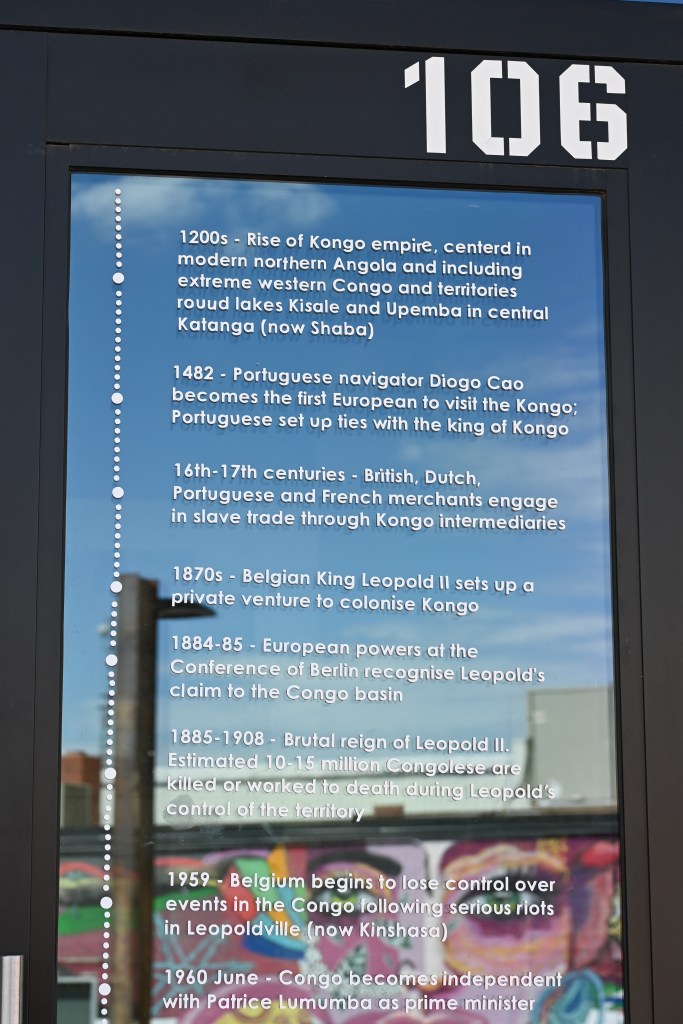 106
1200s - Rise of Kongo empire, centerd in
modern northern Angola and including
extreme western Congo and territories
rouud lakes Kisale and Upemba in central
Katanga (now Shaba)
1482 - Portuguese navigator Diogo Cao
becomes the first European to visit the Kongo;
Portuguese set up ties with the king of Kongo
16th-17th centuries - British, Dutch,
Portuguese and French merchants engage
in slave trade through Kongo intermediaries
1870s - Belgian King Leopold II sets up a
private venture to colonise Kongo
1884-85 - European powers at the
Conference of Berlin recognise Leopold's
claim to the Congo basin
1885-1908 - Brutal reign of Leopold II.
Estimated 10-15 million Congolese are
killed or worked to death during Leopold's
control of the territory
1959 - Belgium begins to lose control over
events in the Congo following serious riots
in Leopoldville (now Kinshasa)
1960 June - Congo becomes independent
with Patrice Lumumba as prime minister